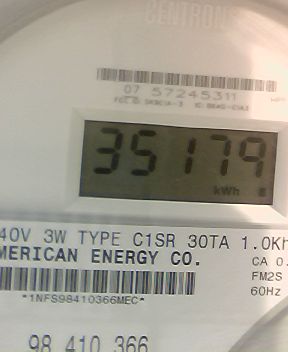 CENTRON
07 57245311
35179
kWh
40V 3W TYPE C1SR 30TA 1.0Kh
MERICAN ENERGY CO.
CA 0.
FM2S
60Hz
*1NFS98410366MEC*
98 410 366